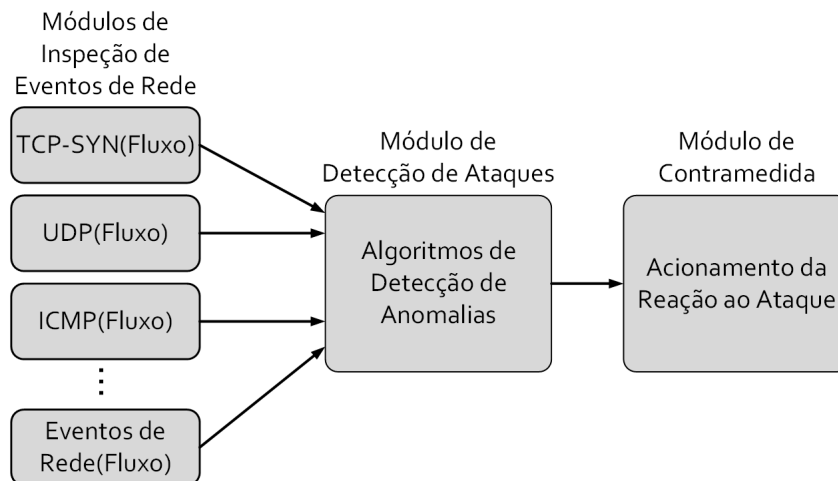 Módulos de
Inspeção de
Eventos de Rede
TCP-SYN(Fluxo)
UDP(Fluxo)
ICMP(Fluxo)
Eventos de
Rede(Fluxo)
Módulo de
Detecção de Ataques
Algoritmos de
Detecção de
Anomalias
Módulo de
Contramedida
Acionamento da
Reação ao Ataque